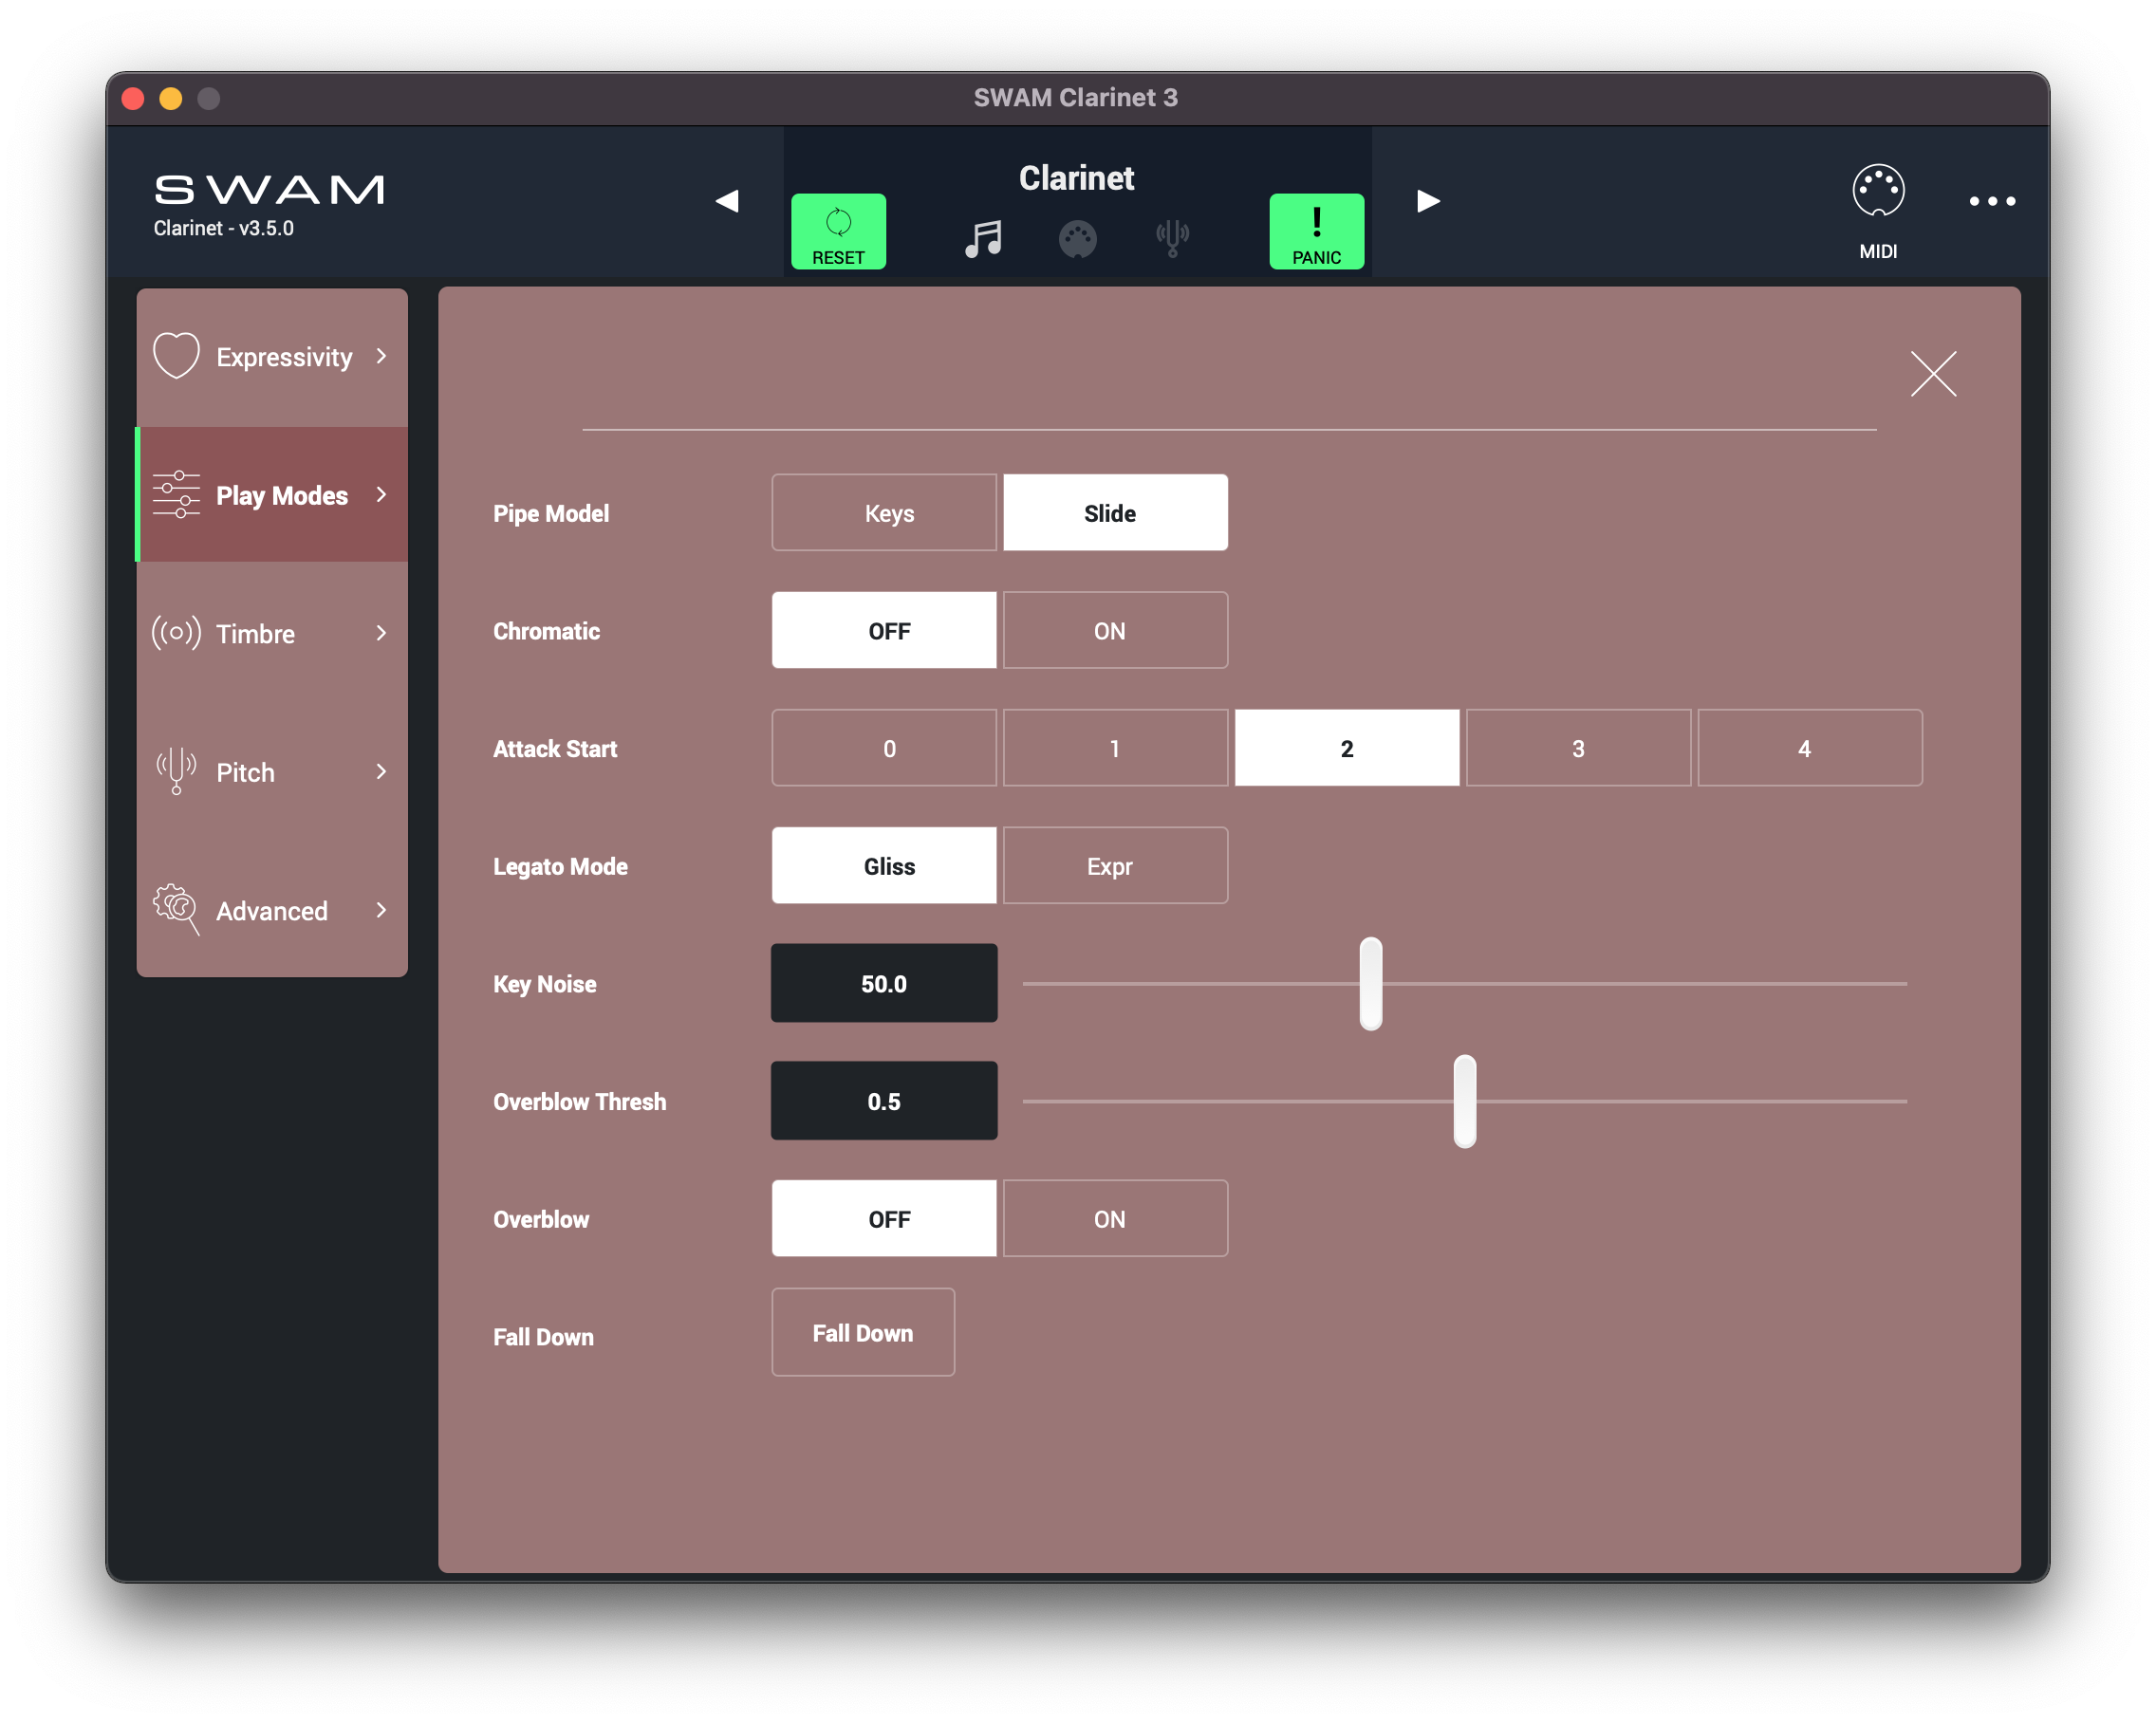 SWAM Clarinet 3
SWAM
Clarinet - v3.5.0
Clarinet
RESET
!
PANIC
MIDI
Expressivity
Play Modes
Timbre
Pitch
Advanced
Pipe Model Keys Slide
Chromatic OFF ON
Attack Start 0 1 2 3 4
Legato Mode Gliss Expr
Key Noise 50.0
Overblow Thresh 0.5
Overblow OFF ON
Fall Down Fall Down